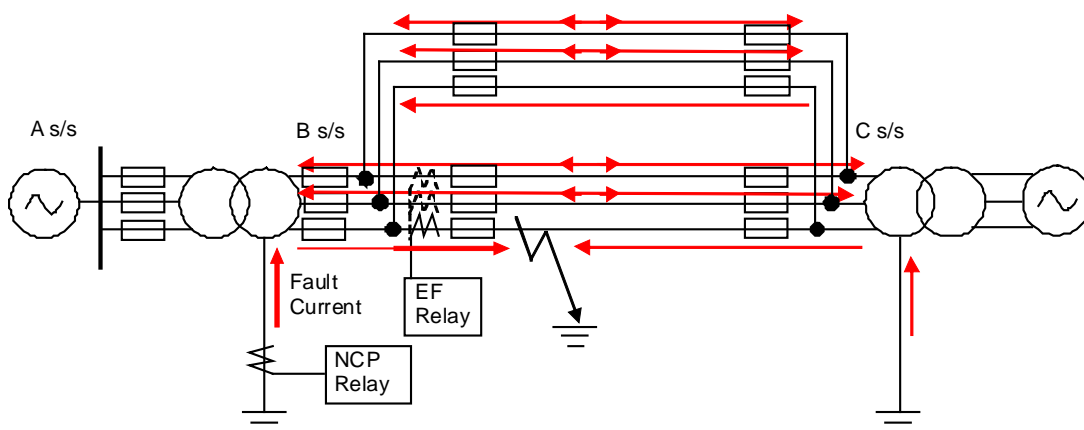 A s/s
B s/s
C s/s
Fault
Current
EF
Relay
NCP
Relay